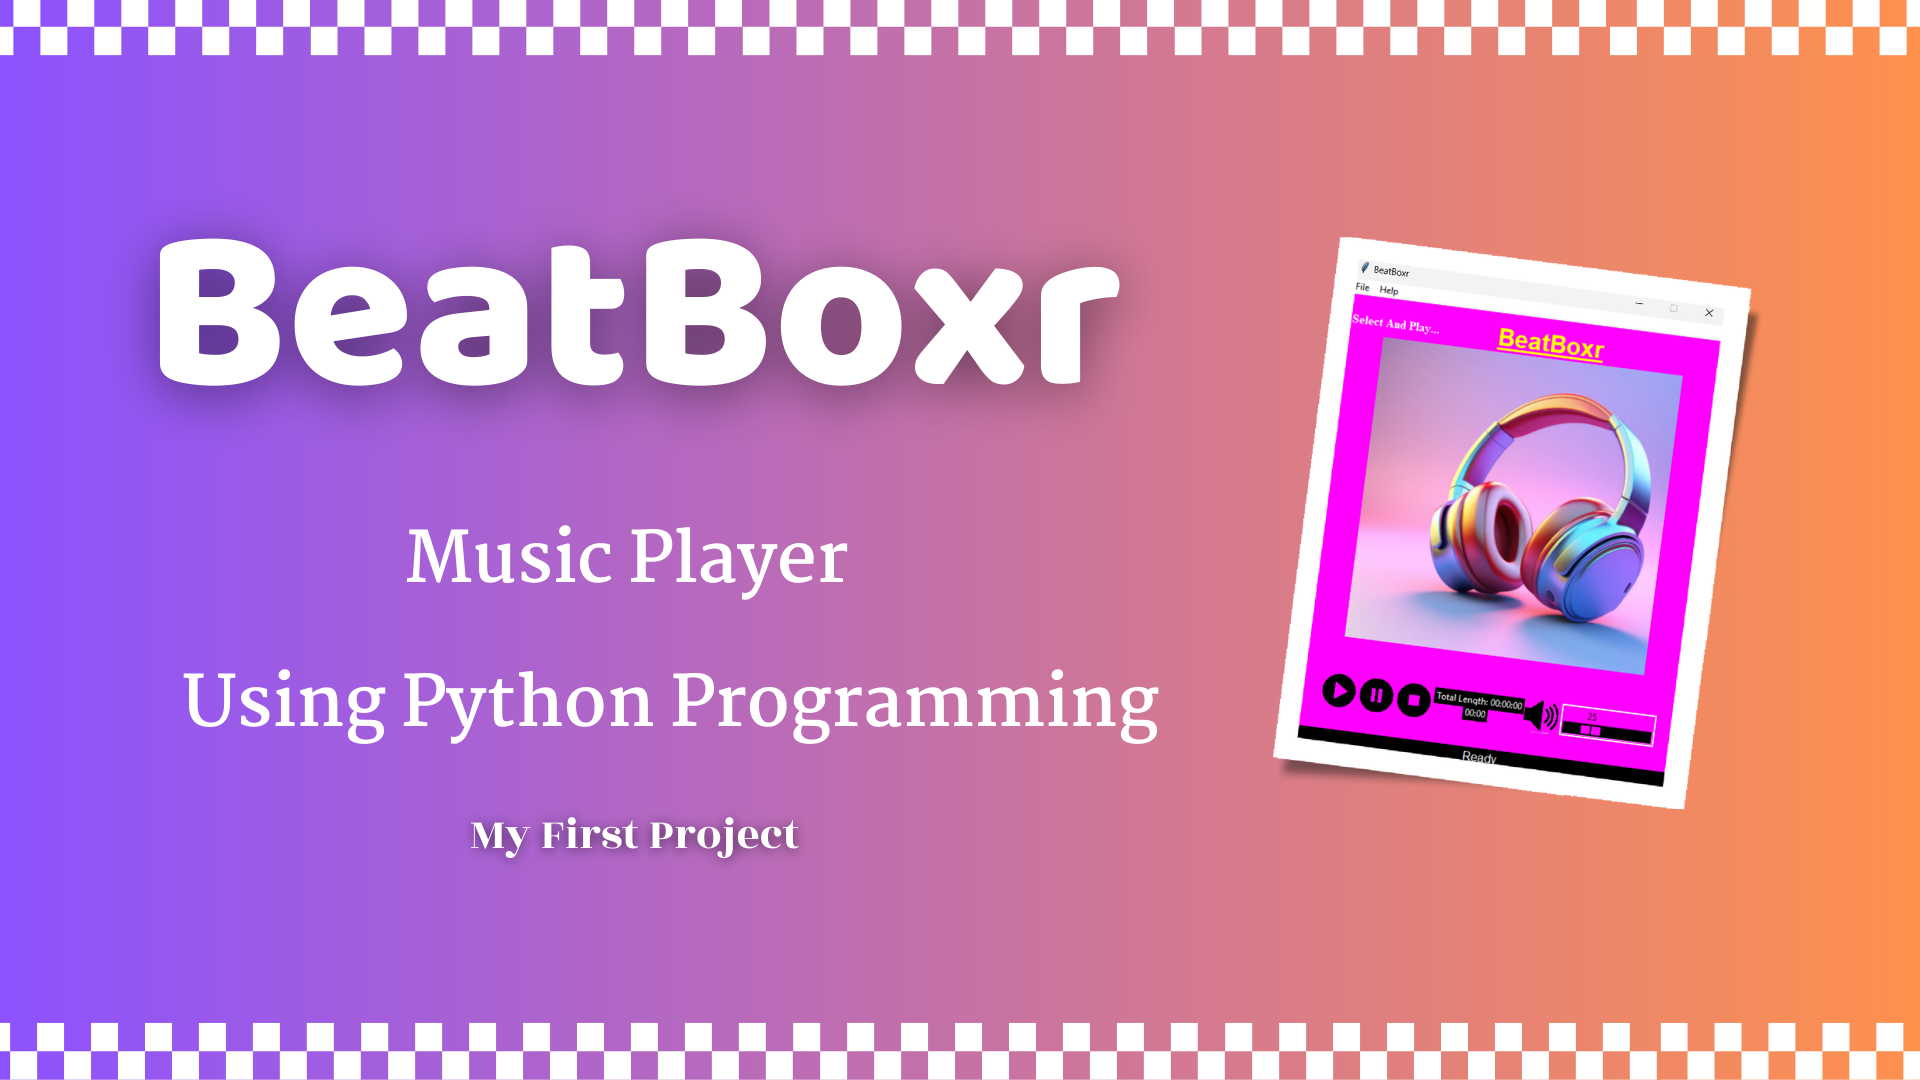 BeatBoxr
Music Player
Using Python Programming
My First Project
BeatBoxr
File Help
Select And Play...
BeatBoxr
Total Length: 00:00:00
00:00
25
Ready